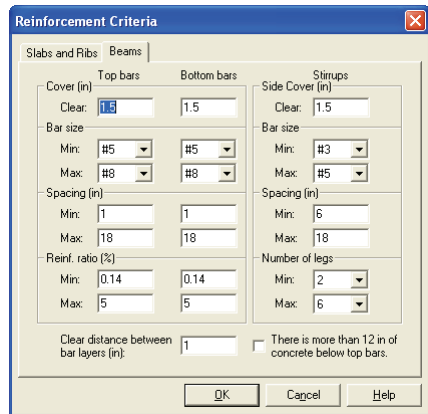 Reinforcement Criteria
Slabs and Ribs Beams
Top bars Bottom bars Stirrups
Cover (in) Side Cover (in)
Clear: 1.5 1.5 Clear: 1.5
Bar size Bar size
Min: #5 #5 Min: #3
Max: #8 #8 Max: #5
Spacing (in) Spacing (in)
Min: 1 1 Min: 6
Max: 18 18 Max: 18
Reinf. ratio (%) Number of legs
Min: 0.14 0.14 Min: 2
Max: 5 5 Max: 6
Clear distance between 1 There is more than 12 in of
bar layers (in): concrete below top bars.
OK Cancel Help